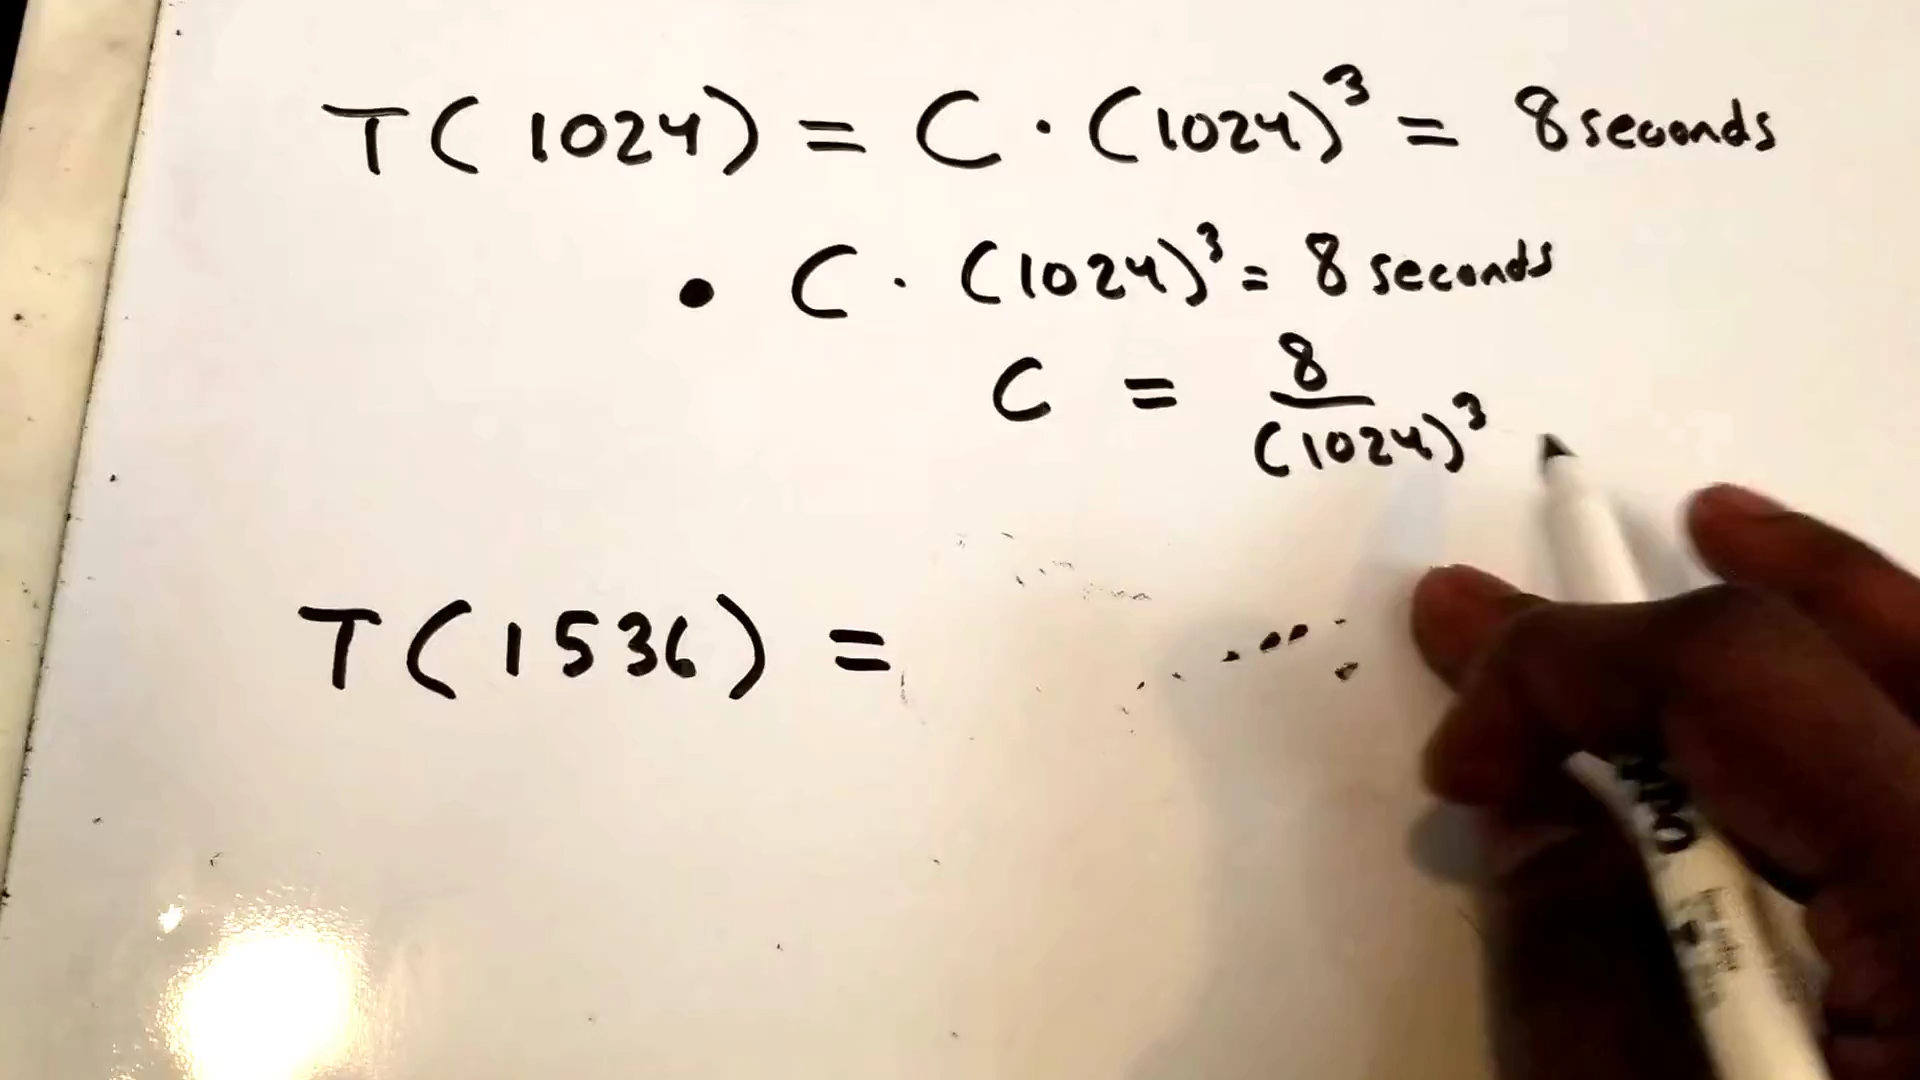 T(1024) = C · (1024)³ = 8 seconds
• C · (1024)³ = 8 seconds
C = 8/(1024)³
T(1536) =